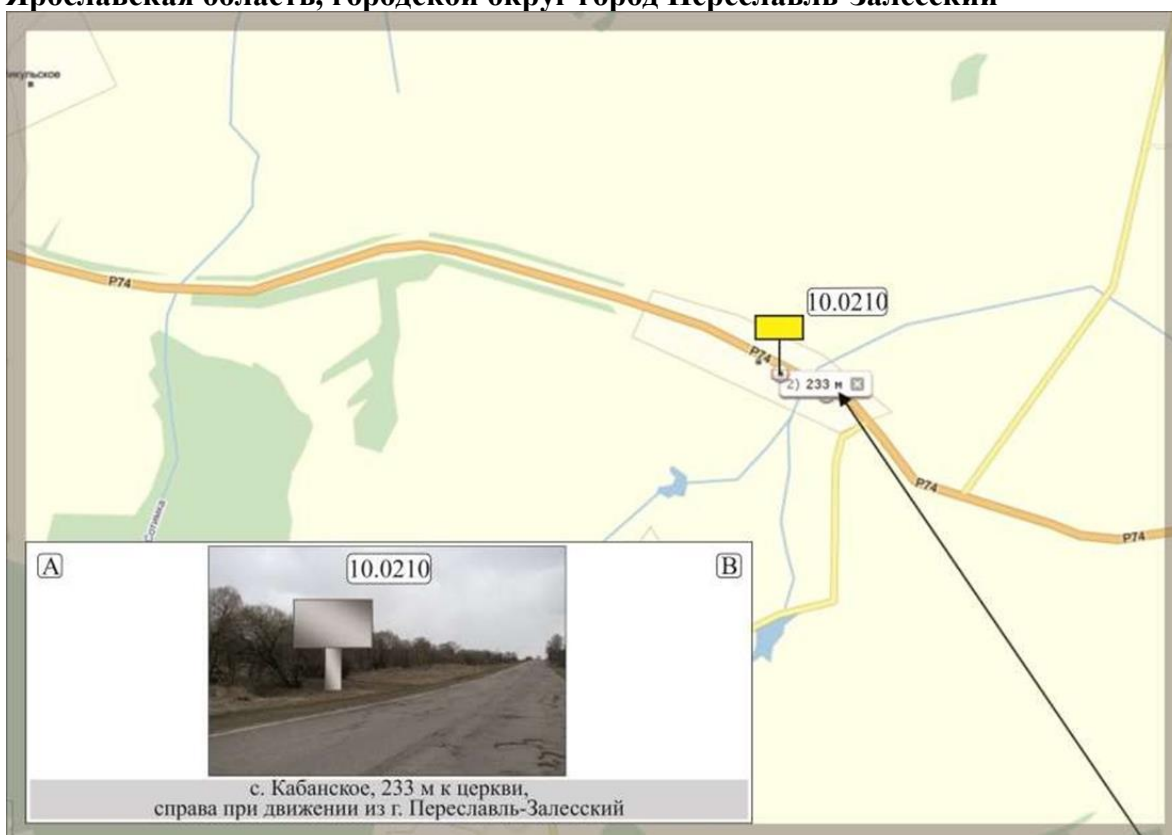 Ярославская область, городской округ город Переславль-Залесский
Р74
10.0210
Р74
2) 233 м
Р74
Р74
Сотимка
А
10.0210
В
с. Кабанское, 233 м к церкви,
справа при движении из г. Переславль-Залесский